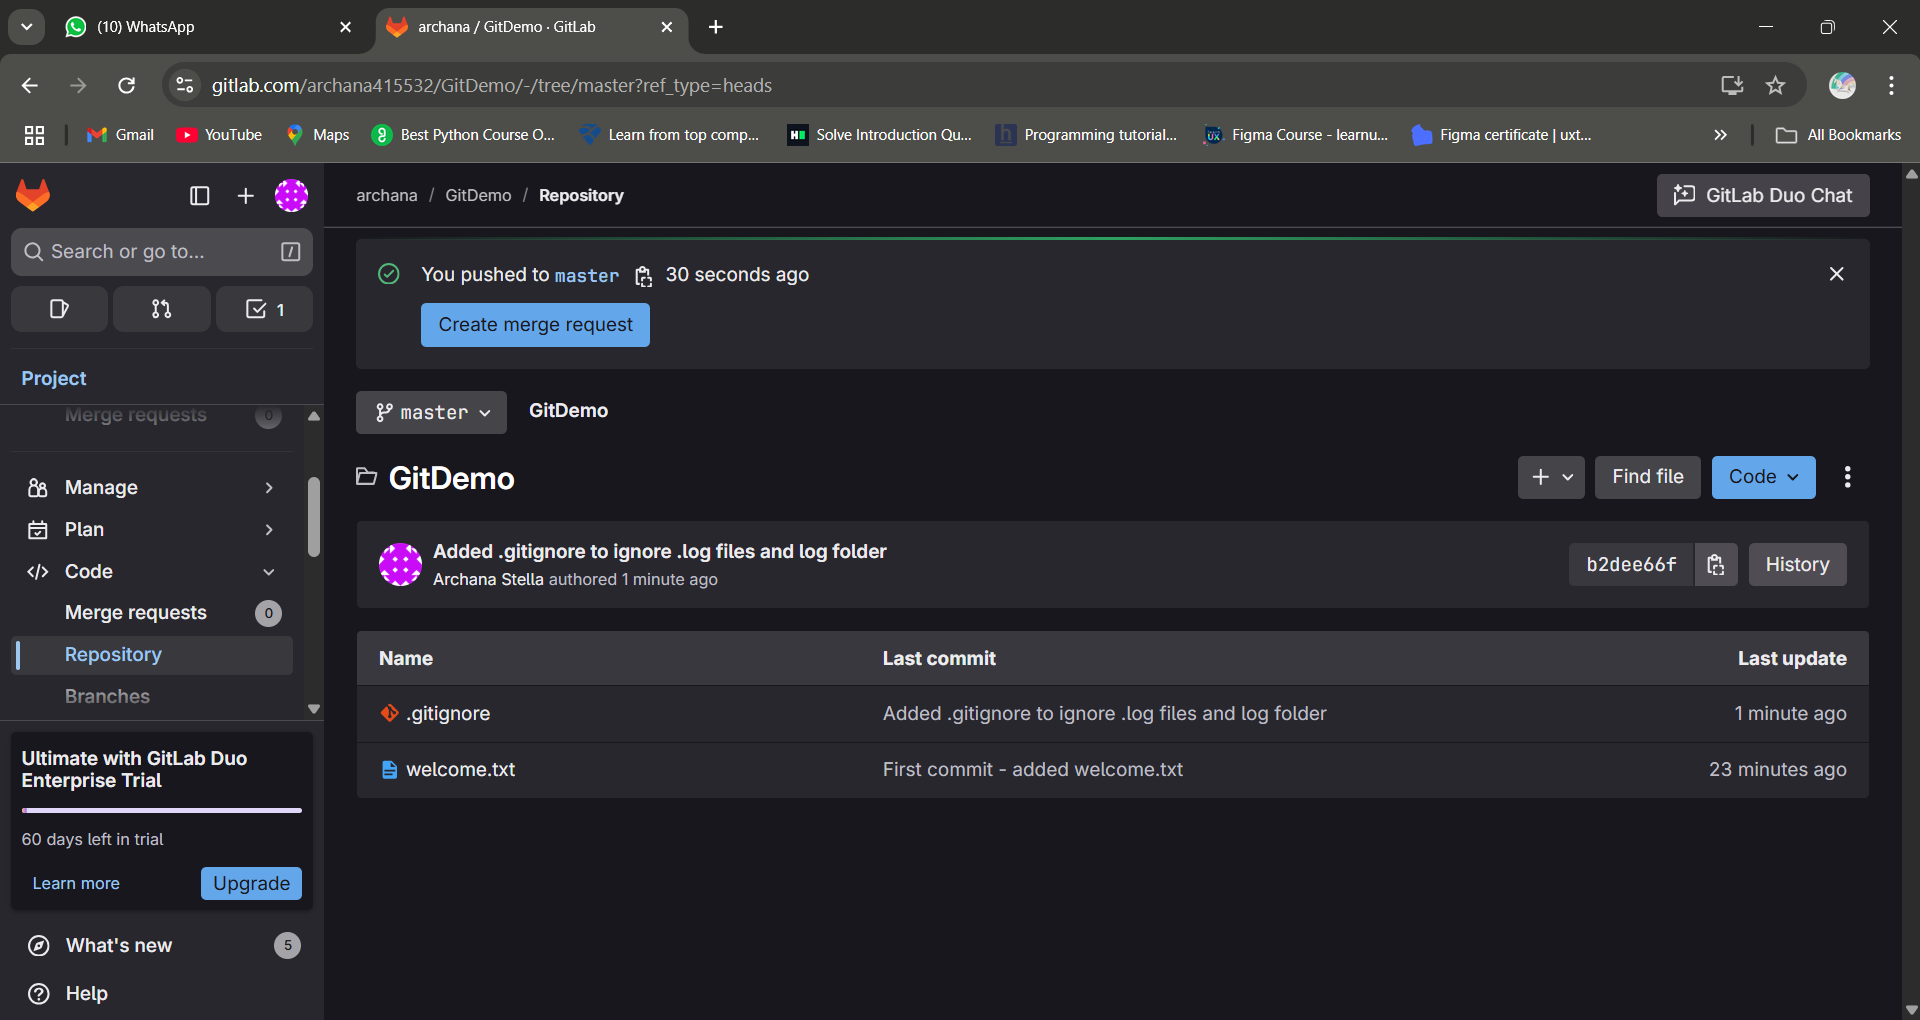 (10) WhatsApp
archana / GitDemo · GitLab
gitlab.com/archana415532/GitDemo/-/tree/master?ref_type=heads
Gmail
YouTube
Maps
Best Python Course O...
Learn from top comp...
Solve Introduction Qu...
Programming tutorial...
Figma Course - learnu...
Figma certificate | uxt...
All Bookmarks
archana / GitDemo / Repository
GitLab Duo Chat
Search or go to...
1
Project
Merge requests 0
Manage
Plan
Code
Merge requests 0
Repository
Branches
Ultimate with GitLab Duo
Enterprise Trial
60 days left in trial
Learn more
Upgrade
What's new 5
Help
You pushed to master 30 seconds ago
Create merge request
master
GitDemo
GitDemo
Find file
Code
Added .gitignore to ignore .log files and log folder
Archana Stella authored 1 minute ago
b2dee66f
History
Name Last commit Last update
.gitignore Added .gitignore to ignore .log files and log folder 1 minute ago
welcome.txt First commit - added welcome.txt 23 minutes ago